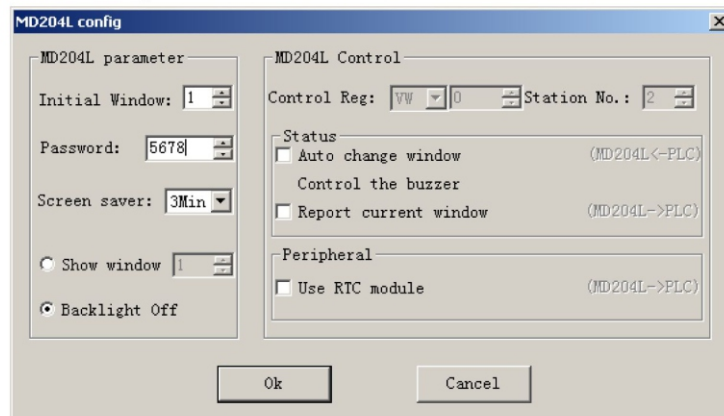 MD204L config
MD204L parameter
Initial Window: 1
Password: 5678
Screen saver: 3Min
Show window 1
Backlight Off
MD204L Control
Control Reg: VW 0 Station No.: 2
Status
Auto change window (MD204L<-PLC)
Control the buzzer
Report current window (MD204L->PLC)
Peripheral
Use RTC module (MD204L->PLC)
Ok Cancel